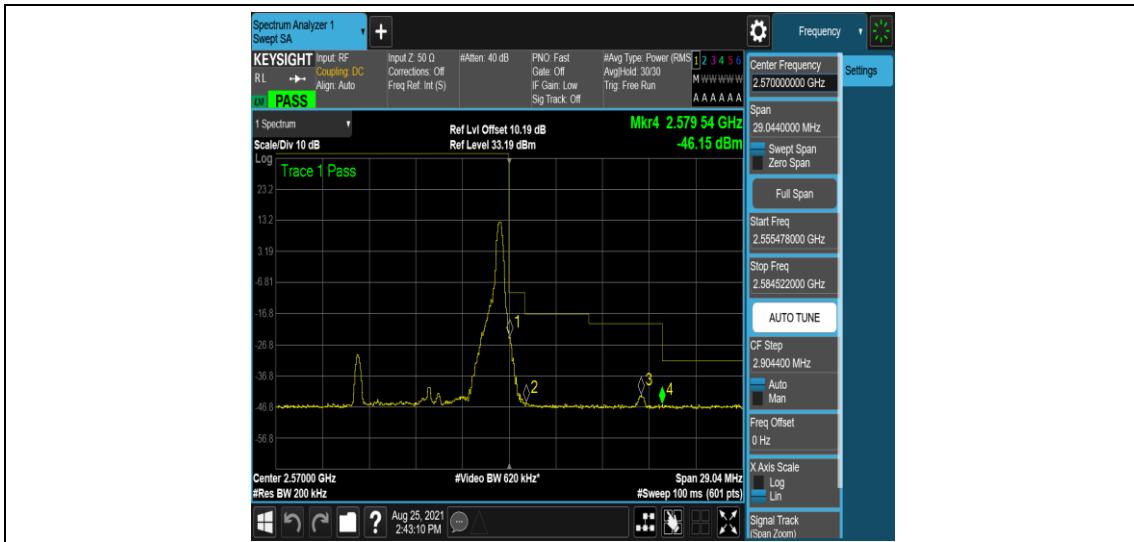 Spectrum Analyzer 1
Swept SA
+
Frequency
KEYSIGHT
RL
LXI PASS
Input: RF
Coupling: DC
Align: Auto
Input Z: 50 Ω
Corrections: Off
Freq Ref: Int (S)
#Atten: 40 dB
PNO: Fast
Gate: Off
IF Gain: Low
Sig Track: Off
#Avg Type: Power (RMS
Avg|Hold: 30/30
Trig: Free Run
1 2 3 4 5 6
M W W W W W
A A A A A A
1 Spectrum
Scale/Div 10 dB
Ref Lvl Offset 10.19 dB
Ref Level 33.19 dBm
Mkr4 2.579 54 GHz
-46.15 dBm
Log
Trace 1 Pass
23.2
13.2
3.19
-6.81
-16.8
-26.8
-36.8
-46.8
-56.8
1
2
3
4
Center 2.57000 GHz
#Res BW 200 kHz
#Video BW 620 kHz*
Span 29.04 MHz
#Sweep 100 ms (601 pts)
Center Frequency
2.570000000 GHz
Settings
Span
29.0440000 MHz
Swept Span
Zero Span
Full Span
Start Freq
2.555478000 GHz
Stop Freq
2.584522000 GHz
AUTO TUNE
CF Step
2.904400 MHz
Auto
Man
Freq Offset
0 Hz
X Axis Scale
Log
Lin
Signal Track
(Span Zoom)
?
Aug 25, 2021
2:43:10 PM